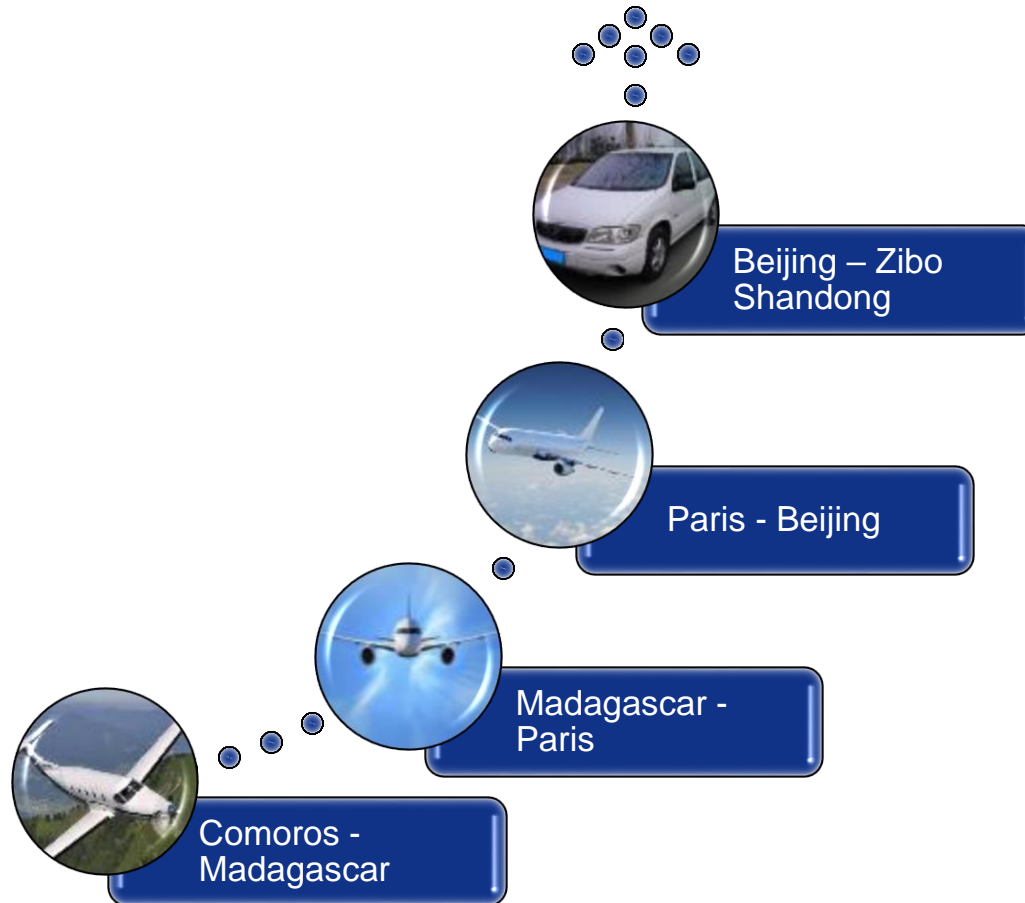 Beijing – Zibo
Shandong
Paris - Beijing
Madagascar -
Paris
Comoros -
Madagascar